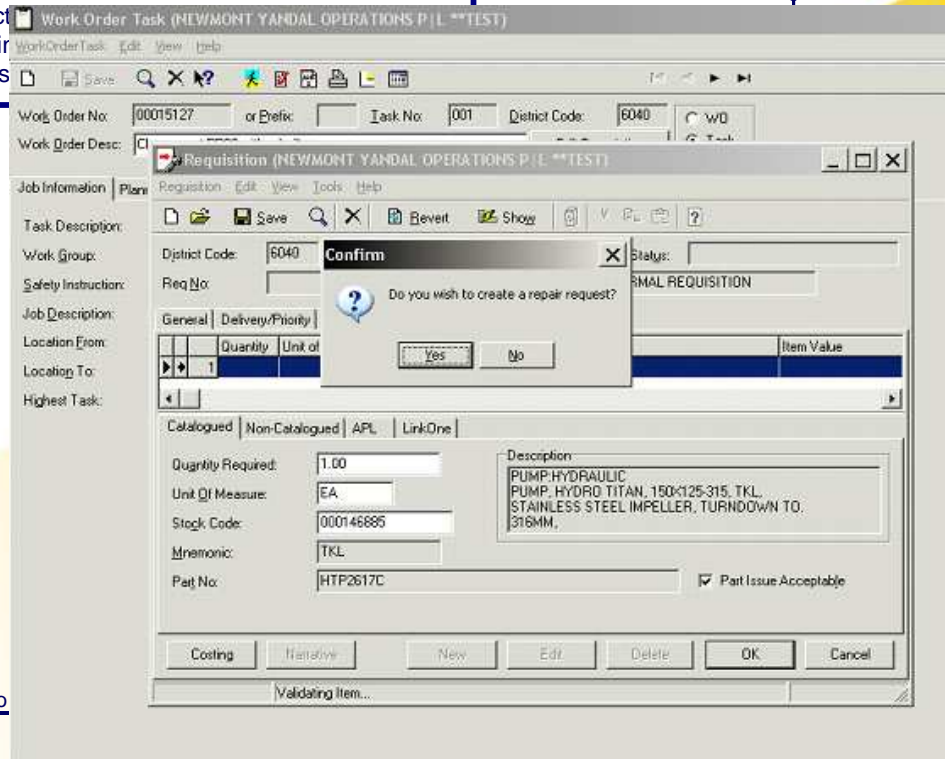 Work Order Task (NEWMONT YANDAL OPERATIONS P|L **TEST)
WorkOrderTask Edit View Help
Save
Work Order No: 00015127 or Prefix: Task No: 001 District Code: 6040 WO
Work Order Desc: Task
Requisition (NEWMONT YANDAL OPERATIONS P|L **TEST)
Job Information
Requisition Edit View Tools Help
Save Revert Show
Task Description:
Work Group:
Safety Instruction:
Job Description:
Location From:
Location To:
Highest Task:
District Code: 6040 Status:
Req No: REQUISITION
Confirm
Do you wish to create a repair request?
Yes No
General Delivery/Priority
Quantity Unit of Item Value
1
Catalogued Non-Catalogued APL LinkOne
Quantity Required: 1.00
Unit Of Measure: EA
Stock Code: 000146885
Mnemonic: TKL
Part No: HTP2617C
Description
PUMP:HYDRAULIC
PUMP, HYDRO TITAN, 150X125-315, TKL,
STAINLESS STEEL IMPELLER, TURNDOWN TO.
316MM,
Part Issue Acceptable
Costing Narrative New Edit Delete OK Cancel
Validating Item...